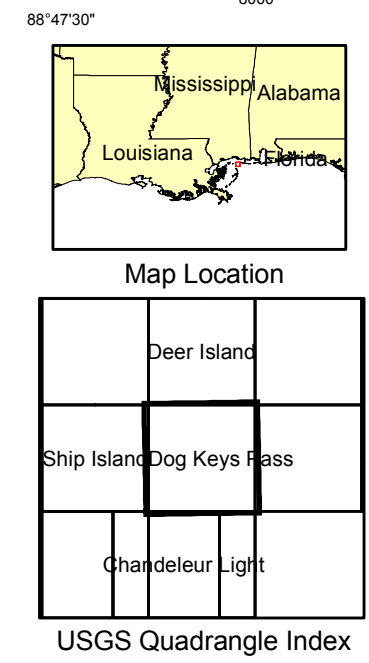 8000
88°47'30"
Mississippi
Alabama
Louisiana
Florida
Map Location
Deer Island
Ship Island
Dog Keys Pass
Chandeleur Light
USGS Quadrangle Index